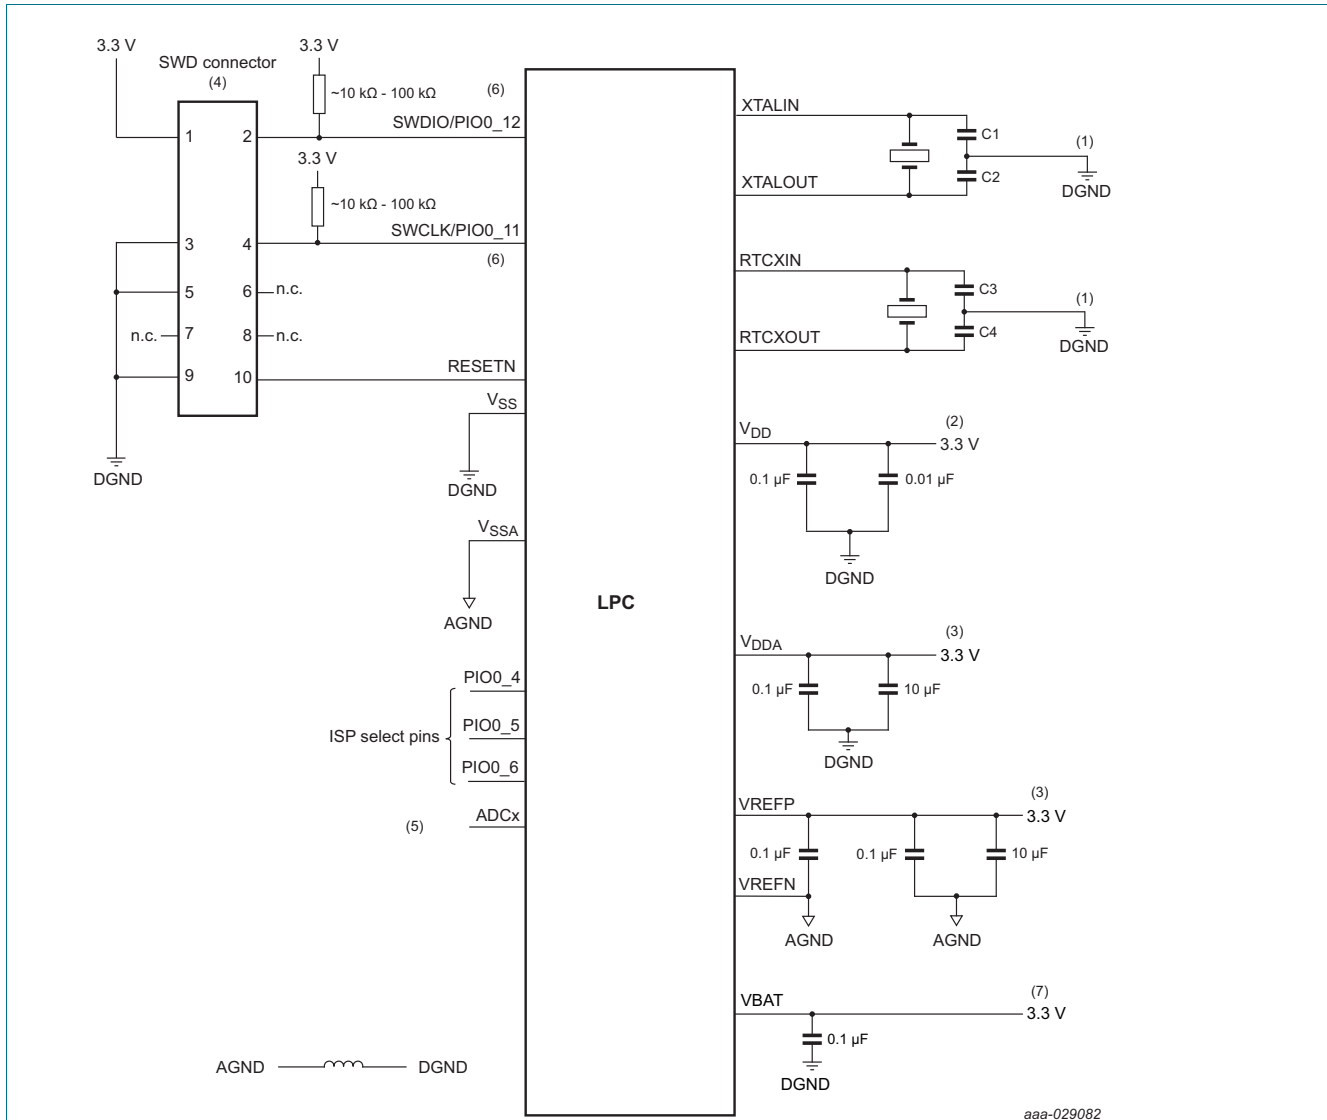 3.3 V
SWD connector
(4)
3.3 V
~10 kΩ - 100 kΩ
(6)
SWDIO/PIO0_12
1
2
3.3 V
~10 kΩ - 100 kΩ
SWCLK/PIO0_11
(6)
3
4
5
6
n.c.
n.c.
7
8
n.c.
9
10
RESETN
DGND
VSS
DGND
VSSA
AGND
PIO0_4
ISP select pins
PIO0_5
PIO0_6
(5)
ADCx
AGND
DGND
LPC
XTALIN
C1
(1)
C2
XTALOUT
DGND
RTCXIN
C3
(1)
C4
RTCXOUT
DGND
VDD
(2)
3.3 V
0.1 µF
0.01 µF
DGND
VDDA
(3)
3.3 V
0.1 µF
10 µF
DGND
VREFP
(3)
3.3 V
0.1 µF
0.1 µF
10 µF
VREFN
AGND
AGND
VBAT
(7)
3.3 V
0.1 µF
DGND
aaa-029082